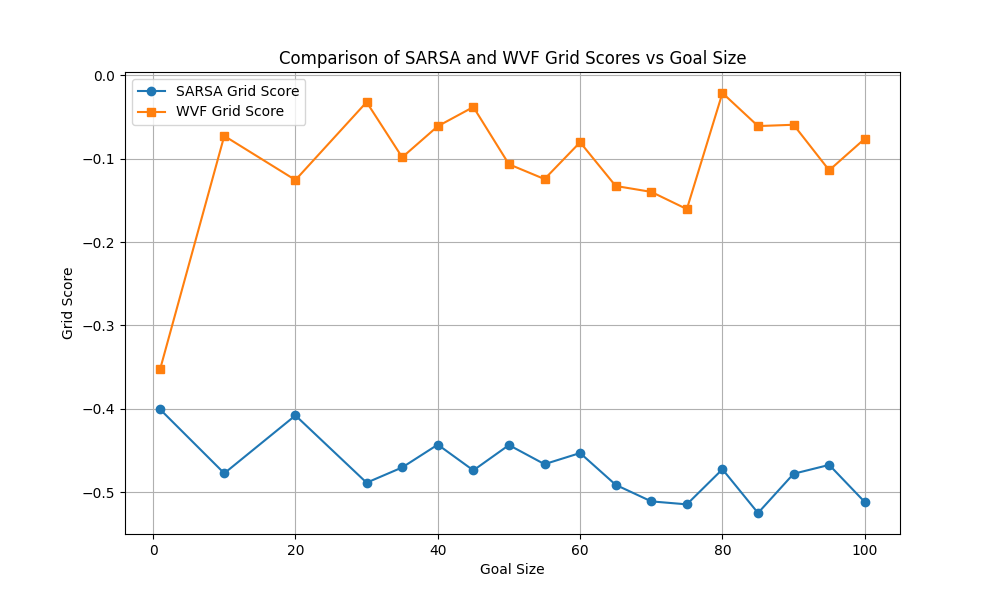 Comparison of SARSA and WVF Grid Scores vs Goal Size
SARSA Grid Score
WVF Grid Score
0.0
−0.1
−0.2
−0.3
−0.4
−0.5
Grid Score
0 20 40 60 80 100
Goal Size